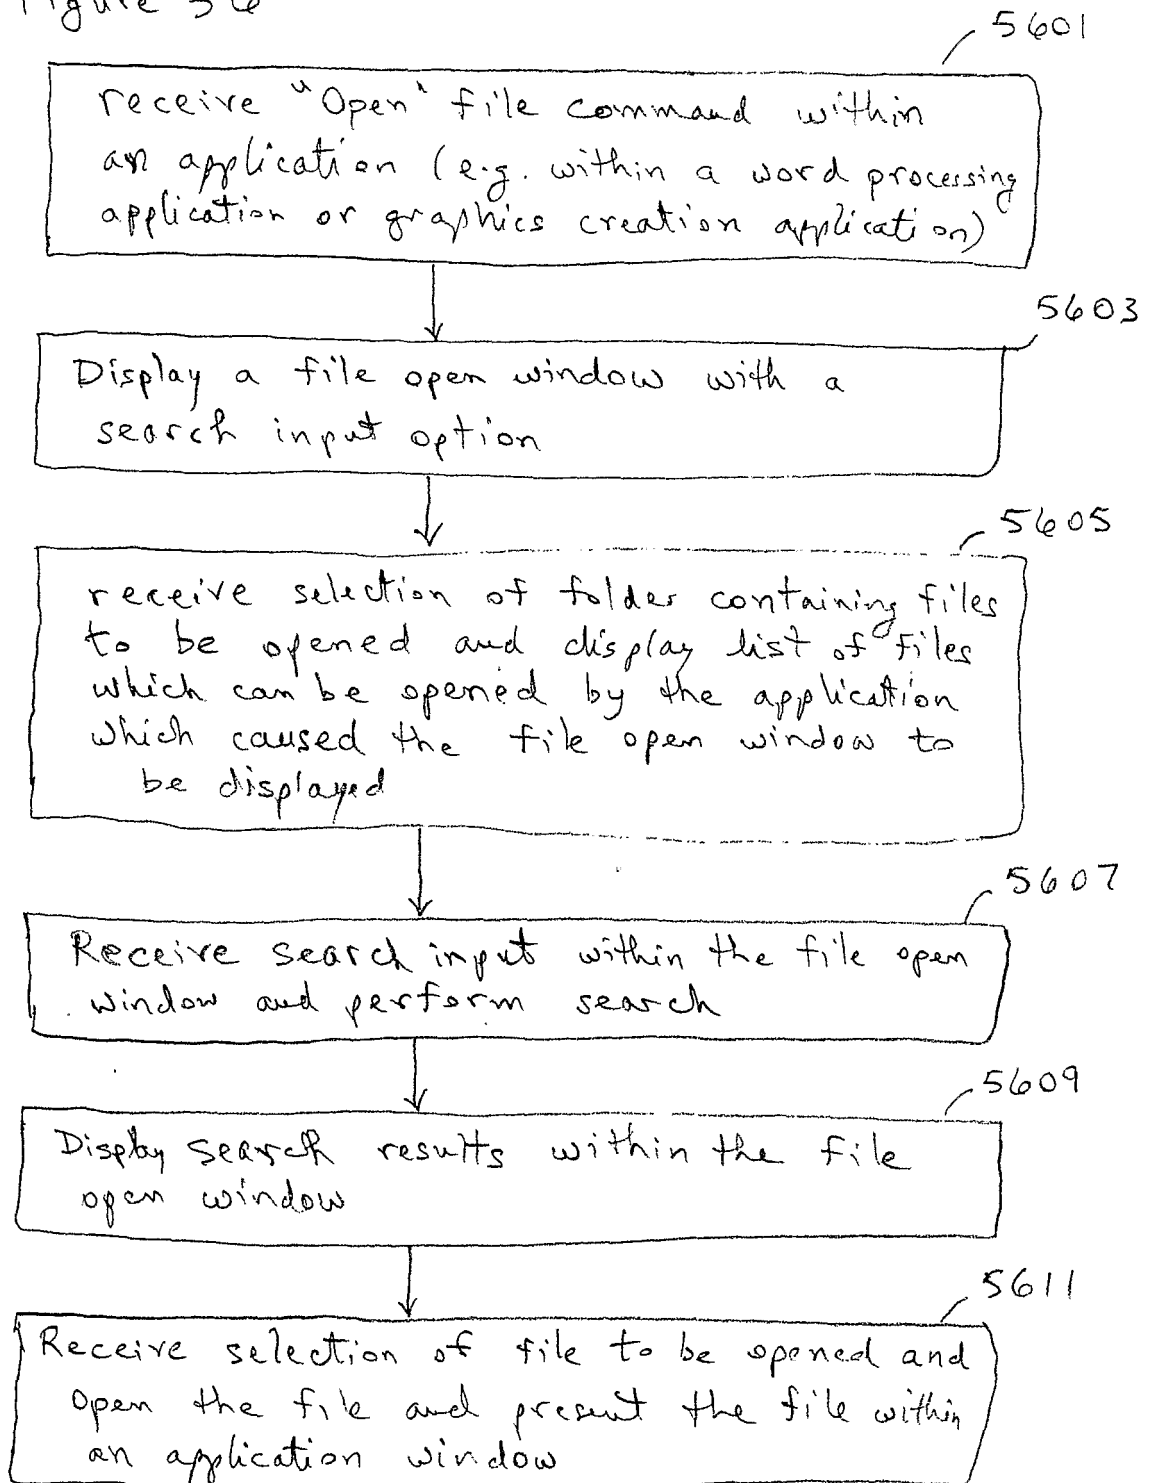 Figure 56
5601
receive "Open" file command within
an application (e.g. within a word processing
application or graphics creation application)
5603
Display a file open window with a
search input option
5605
receive selection of folder containing files
to be opened and display list of files
which can be opened by the application
which caused the file open window to
be displayed
5607
Receive search input within the file open
window and perform search
5609
Display search results within the file
open window
5611
Receive selection of file to be opened and
open the file and present the file within
an application window